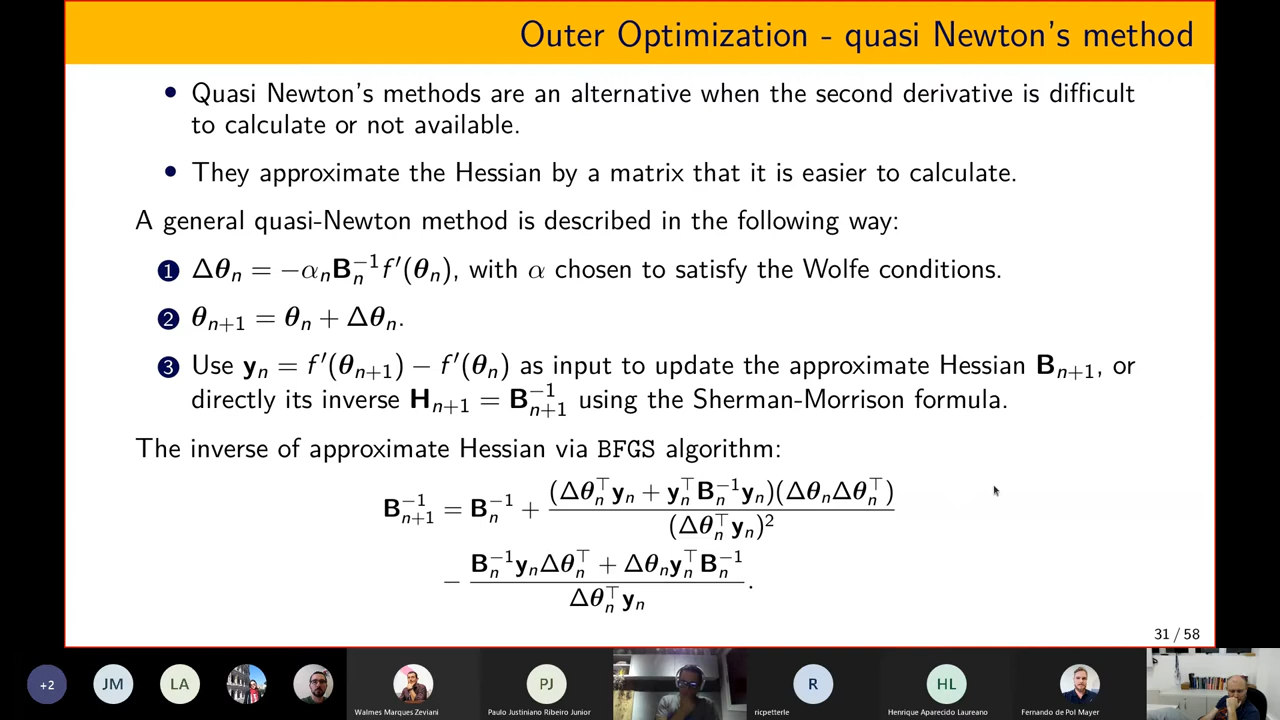 Outer Optimization - quasi Newton's method
• Quasi Newton's methods are an alternative when the second derivative is difficult
to calculate or not available.
• They approximate the Hessian by a matrix that it is easier to calculate.
A general quasi-Newton method is described in the following way:
1 Δθₙ = −αₙBₙ⁻¹f′(θₙ), with α chosen to satisfy the Wolfe conditions.
2 θₙ₊₁ = θₙ + Δθₙ.
3 Use yₙ = f′(θₙ₊₁) − f′(θₙ) as input to update the approximate Hessian Bₙ₊₁, or
directly its inverse Hₙ₊₁ = Bₙ₊₁⁻¹ using the Sherman-Morrison formula.
The inverse of approximate Hessian via BFGS algorithm:
Bₙ₊₁⁻¹ = Bₙ⁻¹ + (Δθₙ⊤yₙ + yₙ⊤Bₙ⁻¹yₙ)(ΔθₙΔθₙ⊤) / (Δθₙ⊤yₙ)²
− (Bₙ⁻¹yₙΔθₙ⊤ + Δθₙyₙ⊤Bₙ⁻¹) / Δθₙ⊤yₙ.
31 / 58
+2 JM LA PJ R HL
Walmes Marques Zeviani Paulo Justiniano Ribeiro Junior ricpetterle Henrique Aparecido Laureano Fernando de Pol Mayer